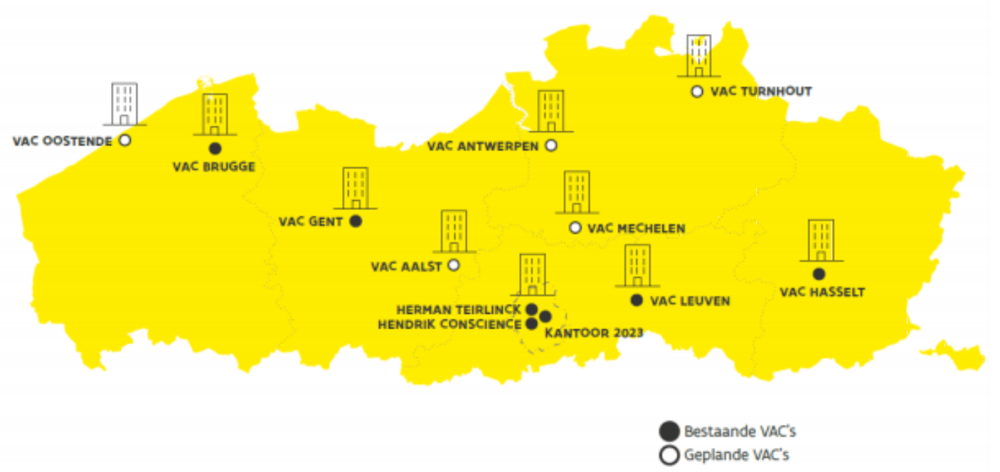 VAC TURNHOUT
VAC OOSTENDE
VAC ANTWERPEN
VAC BRUGGE
VAC GENT
VAC MECHELEN
VAC AALST
VAC HASSELT
VAC LEUVEN
HERMAN TEIRLINCK
HENDRIK CONSCIENCE
KANTOOR 2023
Bestaande VAC's
Geplande VAC's